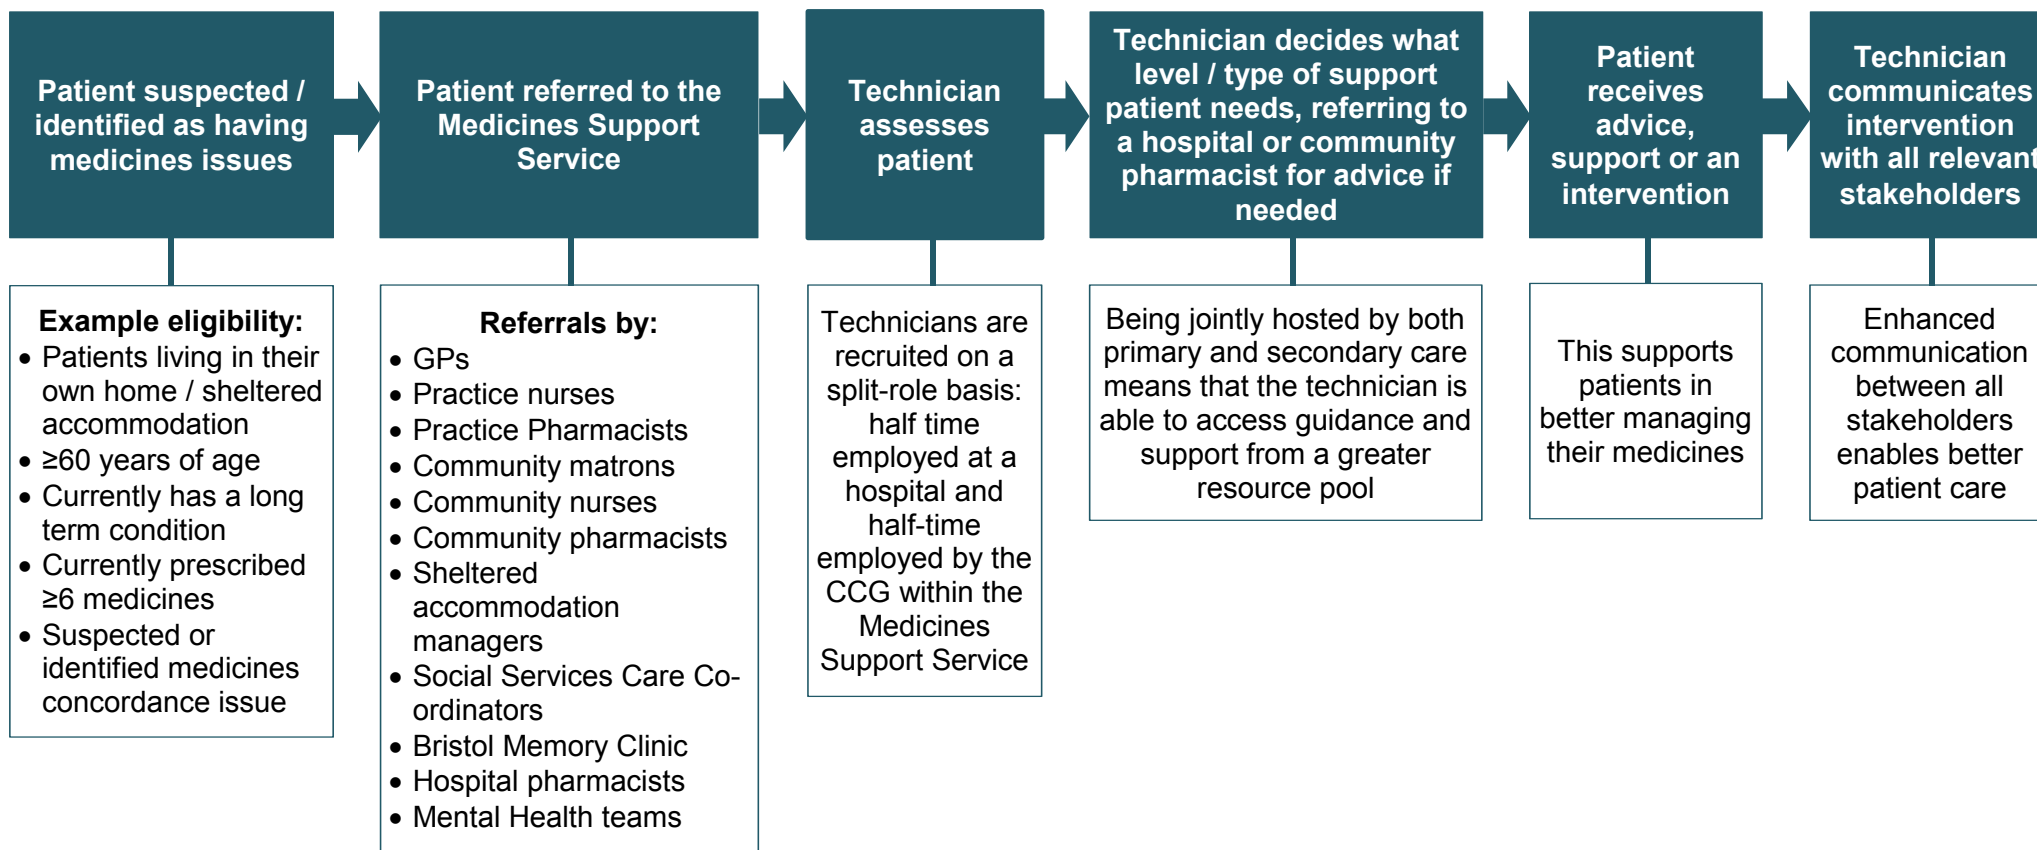 Patient suspected /
identified as having
medicines issues
Patient referred to the
Medicines Support
Service
Technician
assesses
patient
Technician decides what
level / type of support
patient needs, referring to
a hospital or community
pharmacist for advice if
needed
Patient
receives
advice,
support or an
intervention
Technician
communicates
intervention
with all relevant
stakeholders
Example eligibility:
• Patients living in their
own home / sheltered
accommodation
• ≥60 years of age
• Currently has a long
term condition
• Currently prescribed
≥6 medicines
• Suspected or
identified medicines
concordance issue
Referrals by:
• GPs
• Practice nurses
• Practice Pharmacists
• Community matrons
• Community nurses
• Community pharmacists
• Sheltered
accommodation
managers
• Social Services Care Co-
ordinators
• Bristol Memory Clinic
• Hospital pharmacists
• Mental Health teams
Technicians are
recruited on a
split-role basis:
half time
employed at a
hospital and
half-time
employed by the
CCG within the
Medicines
Support Service
Being jointly hosted by both
primary and secondary care
means that the technician is
able to access guidance and
support from a greater
resource pool
This supports
patients in
better managing
their medicines
Enhanced
communication
between all
stakeholders
enables better
patient care